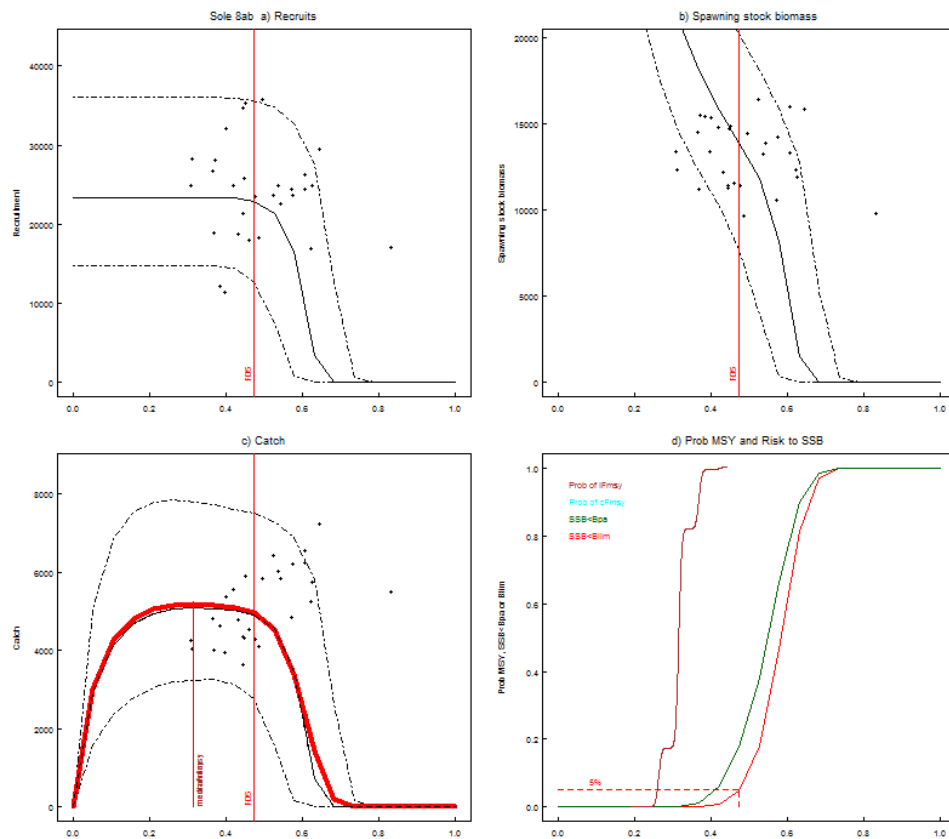 Sole 8ab a) Recruits
40000
30000
20000
10000
0
Recruitment
F05
0.0 0.2 0.4 0.6 0.8 1.0
b) Spawning stock biomass
20000
15000
10000
5000
0
Spawning stock biomass
F05
0.0 0.2 0.4 0.6 0.8 1.0
c) Catch
8000
6000
4000
2000
0
Catch
F05
0.0 0.2 0.4 0.6 0.8 1.0
d) Prob MSY and Risk to SSB
1.0
0.8
0.6
0.4
0.2
0.0
Prob MSY, SSB<Bpa or Blim
Prob of lFmsy
Prob of cFmsy
SSB<Bpa
SSB<Blim
5%
0.0 0.2 0.4 0.6 0.8 1.0